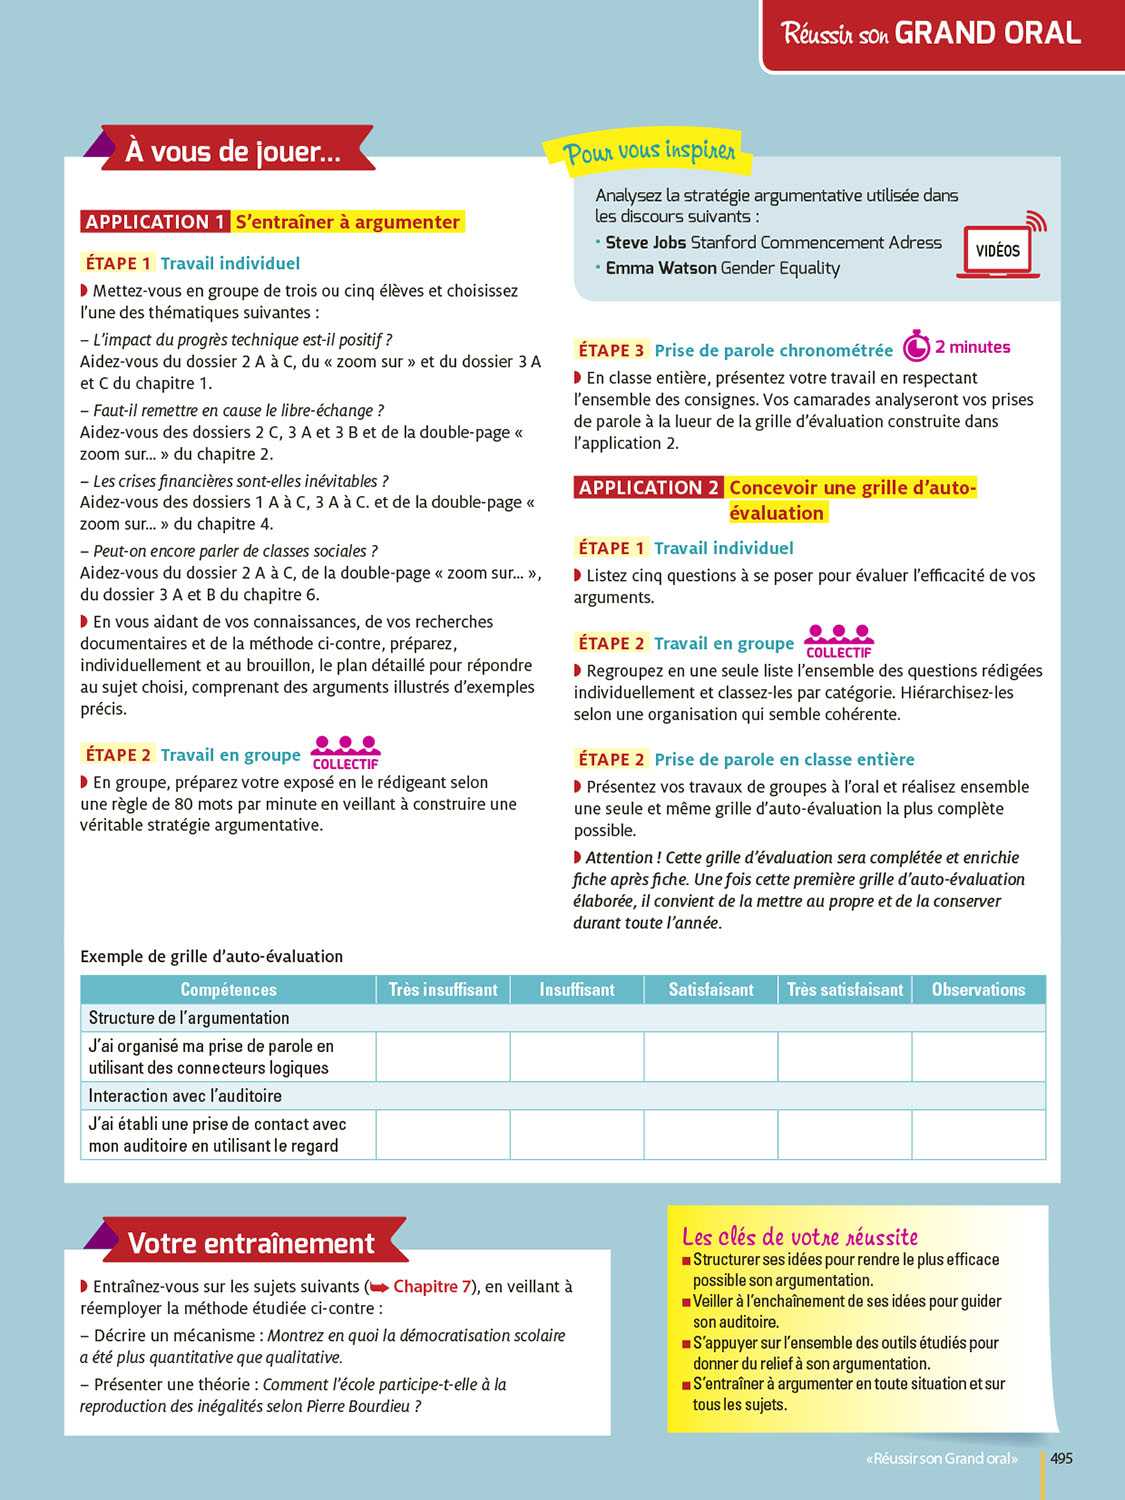 Réussir son GRAND ORAL
À vous de jouer...
APPLICATION 1 S'entraîner à argumenter
ÉTAPE 1 Travail individuel
Mettez-vous en groupe de trois ou cinq élèves et choisissez
l'une des thématiques suivantes :
– L'impact du progrès technique est-il positif ?
Aidez-vous du dossier 2 A à C, du « zoom sur » et du dossier 3 A
et C du chapitre 1.
– Faut-il remettre en cause le libre-échange ?
Aidez-vous des dossiers 2 C, 3 A et 3 B et de la double-page «
zoom sur... » du chapitre 2.
– Les crises financières sont-elles inévitables ?
Aidez-vous des dossiers 1 A à C, 3 A à C. et de la double-page «
zoom sur... » du chapitre 4.
– Peut-on encore parler de classes sociales ?
Aidez-vous du dossier 2 A à C, de la double-page « zoom sur... »,
du dossier 3 A et B du chapitre 6.
En vous aidant de vos connaissances, de vos recherches
documentaires et de la méthode ci-contre, préparez,
individuellement et au brouillon, le plan détaillé pour répondre
au sujet choisi, comprenant des arguments illustrés d'exemples
précis.
ÉTAPE 2 Travail en groupe COLLECTIF
En groupe, préparez votre exposé en le rédigeant selon
une règle de 80 mots par minute en veillant à construire une
véritable stratégie argumentative.
Pour vous inspirer
Analysez la stratégie argumentative utilisée dans
les discours suivants :
• Steve Jobs Stanford Commencement Adress
• Emma Watson Gender Equality
VIDÉOS
ÉTAPE 3 Prise de parole chronométrée 2 minutes
En classe entière, présentez votre travail en respectant
l'ensemble des consignes. Vos camarades analyseront vos prises
de parole à la lueur de la grille d'évaluation construite dans
l'application 2.
APPLICATION 2 Concevoir une grille d'auto-
évaluation
ÉTAPE 1 Travail individuel
Listez cinq questions à se poser pour évaluer l'efficacité de vos
arguments.
ÉTAPE 2 Travail en groupe COLLECTIF
Regroupez en une seule liste l'ensemble des questions rédigées
individuellement et classez-les par catégorie. Hiérarchisez-les
selon une organisation qui semble cohérente.
ÉTAPE 2 Prise de parole en classe entière
Présentez vos travaux de groupes à l'oral et réalisez ensemble
une seule et même grille d'auto-évaluation la plus complète
possible.
Attention ! Cette grille d'évaluation sera complétée et enrichie
fiche après fiche. Une fois cette première grille d'auto-évaluation
élaborée, il convient de la mettre au propre et de la conserver
durant toute l'année.
Exemple de grille d'auto-évaluation
Compétences Très insuffisant Insuffisant Satisfaisant Très satisfaisant Observations
Structure de l'argumentation
J'ai organisé ma prise de parole en
utilisant des connecteurs logiques
Interaction avec l'auditoire
J'ai établi une prise de contact avec
mon auditoire en utilisant le regard
Votre entraînement
Entraînez-vous sur les sujets suivants (➥ Chapitre 7), en veillant à
réemployer la méthode étudiée ci-contre :
– Décrire un mécanisme : Montrez en quoi la démocratisation scolaire
a été plus quantitative que qualitative.
– Présenter une théorie : Comment l'école participe-t-elle à la
reproduction des inégalités selon Pierre Bourdieu ?
Les clés de votre réussite
■ Structurer ses idées pour rendre le plus efficace
possible son argumentation.
■ Veiller à l'enchaînement de ses idées pour guider
son auditoire.
■ S'appuyer sur l'ensemble des outils étudiés pour
donner du relief à son argumentation.
■ S'entraîner à argumenter en toute situation et sur
tous les sujets.
«Réussir son Grand oral» 495